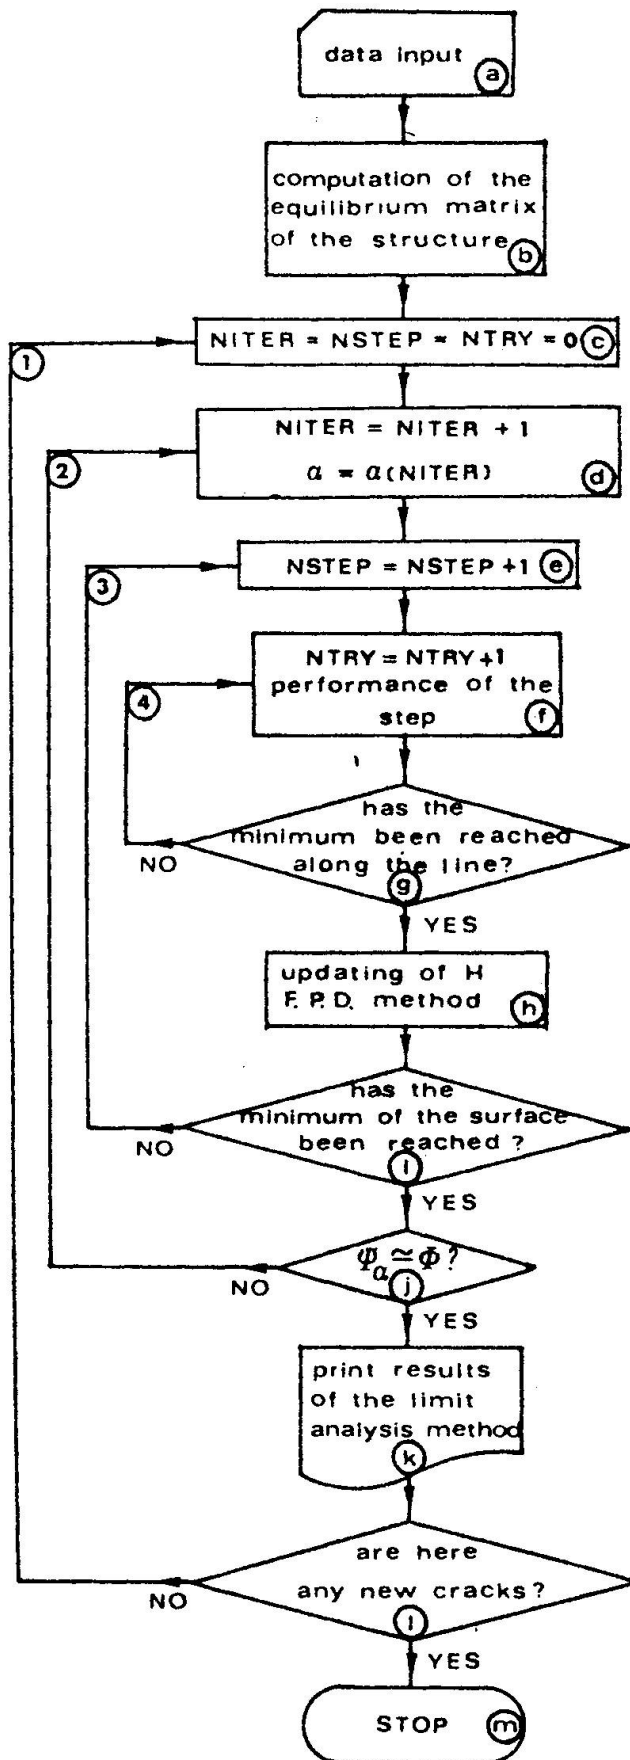 data input
a
computation of the
equilibrium matrix
of the structure
b
1
NITER = NSTEP = NTRY = 0 c
2
NITER = NITER + 1
α = α(NITER) d
3
NSTEP = NSTEP +1 e
4
NTRY = NTRY+1
performance of the
step f
has the
minimum been reached
along the line?
g
NO
YES
updating of H
F.P.D. method h
has the
minimum of the surface
been reached?
i
NO
YES
Ψα ≃ Φ ?
j
NO
YES
print results
of the limit
analysis method
k
are here
any new cracks?
l
NO
YES
STOP m